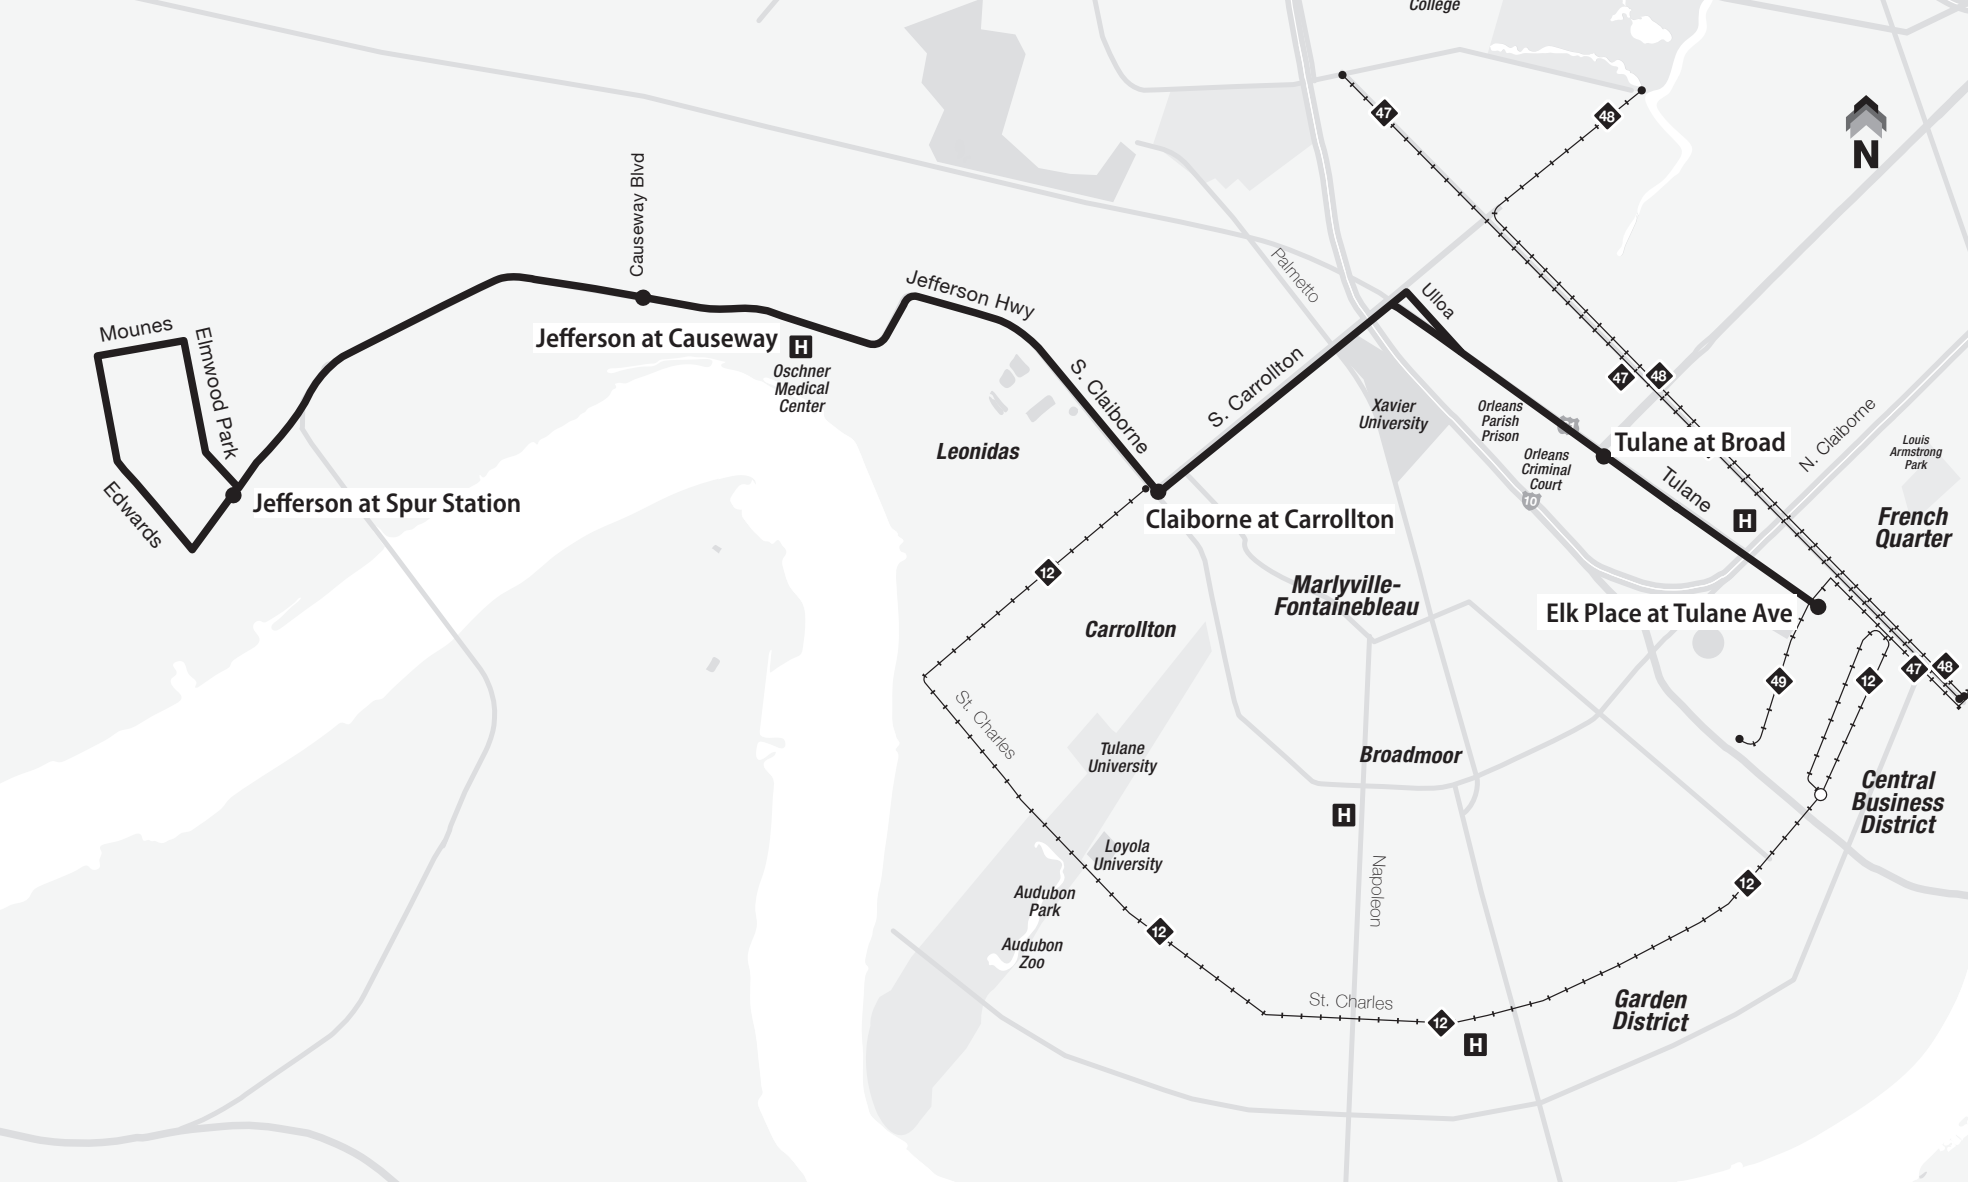 College
47
48
N
Causeway Blvd
Palmetto
Jefferson Hwy
Ulloa
Mounes
Elmwood Park
Jefferson at Causeway
H
Oschner
Medical
Center
S. Claiborne
S. Carrollton
47
48
Xavier
University
Orleans
Parish
Prison
Orleans
Criminal
Court
10
Tulane at Broad
Tulane
N. Claiborne
Louis
Armstrong
Park
Leonidas
Edwards
Jefferson at Spur Station
Claiborne at Carrollton
H
French
Quarter
12
Marlyville-
Fontainebleau
Elk Place at Tulane Ave
Carrollton
St. Charles
49
12
47
48
Tulane
University
Broadmoor
Central
Business
District
H
Loyola
University
Napoleon
12
Audubon
Park
12
Audubon
Zoo
St. Charles
12
H
Garden
District